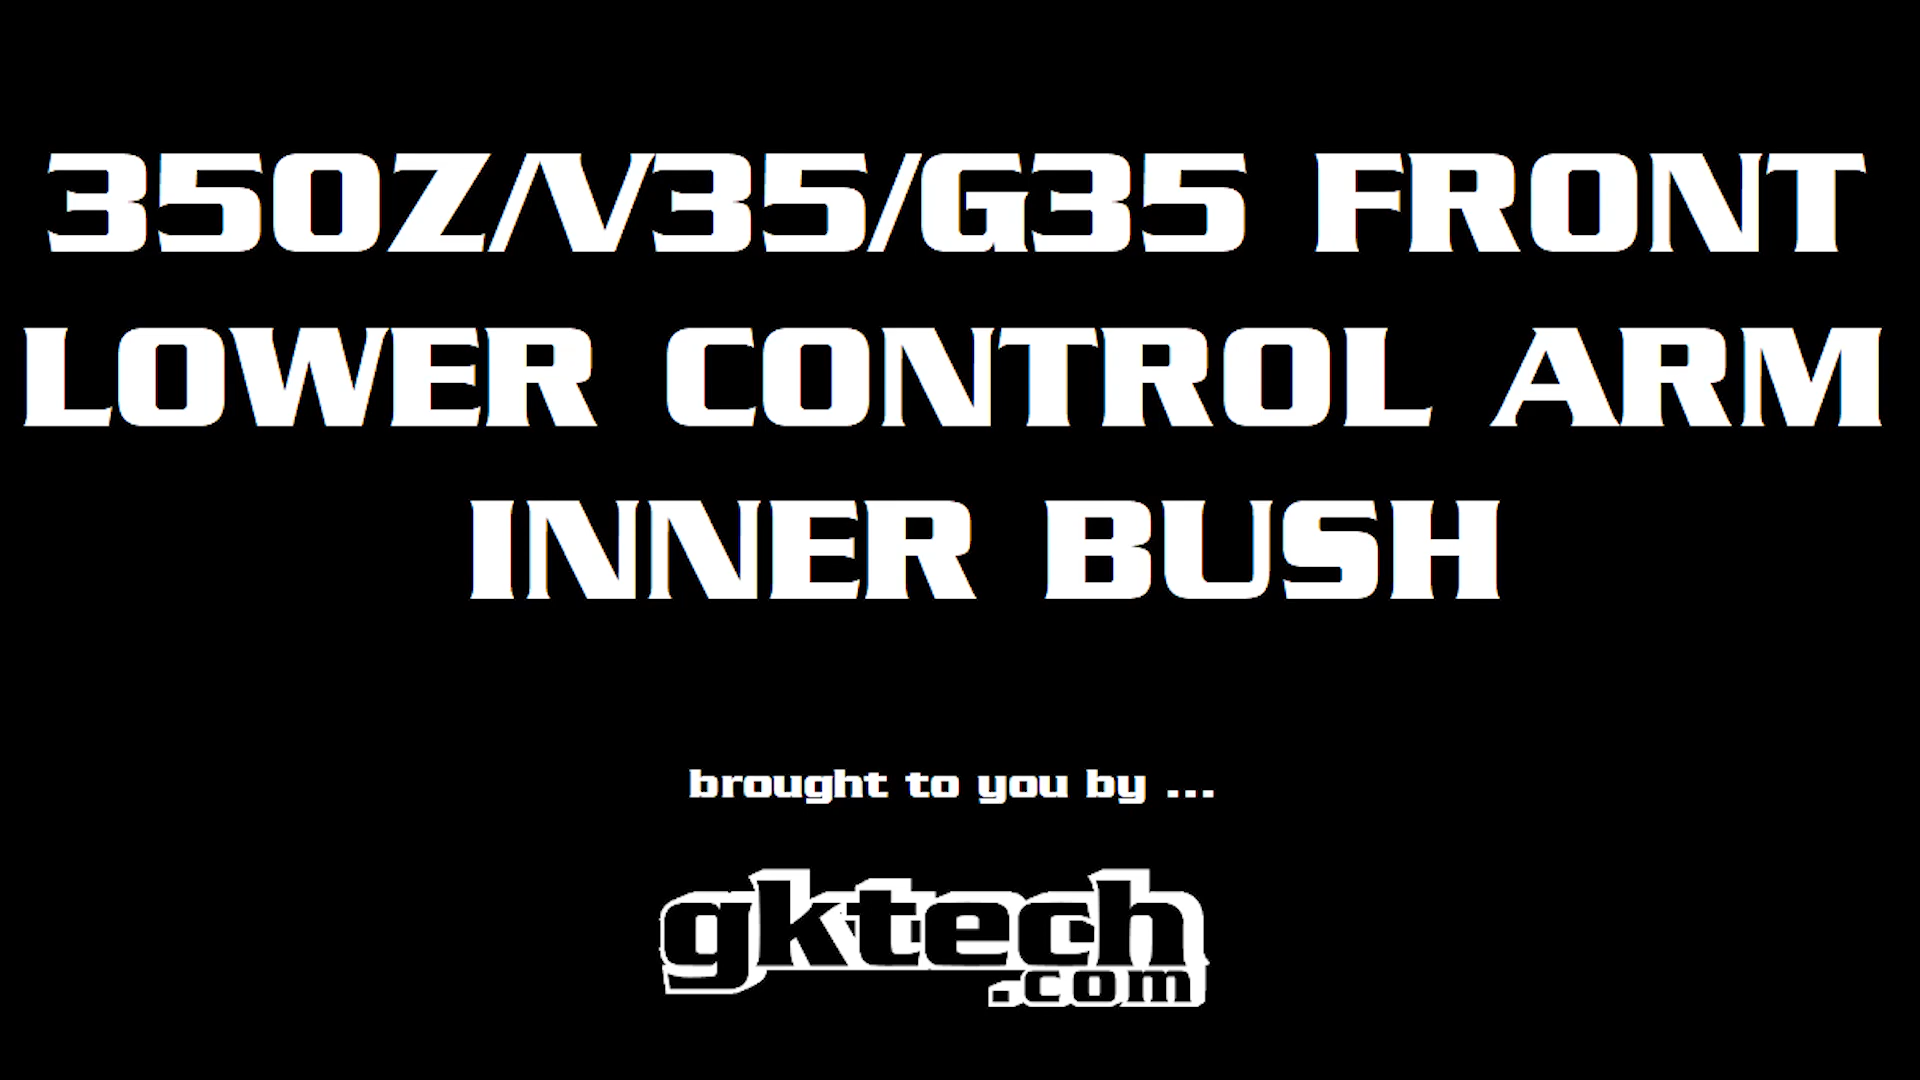 350Z/V35/G35 FRONT
LOWER CONTROL ARM
INNER BUSH
brought to you by ...
gktech
.com